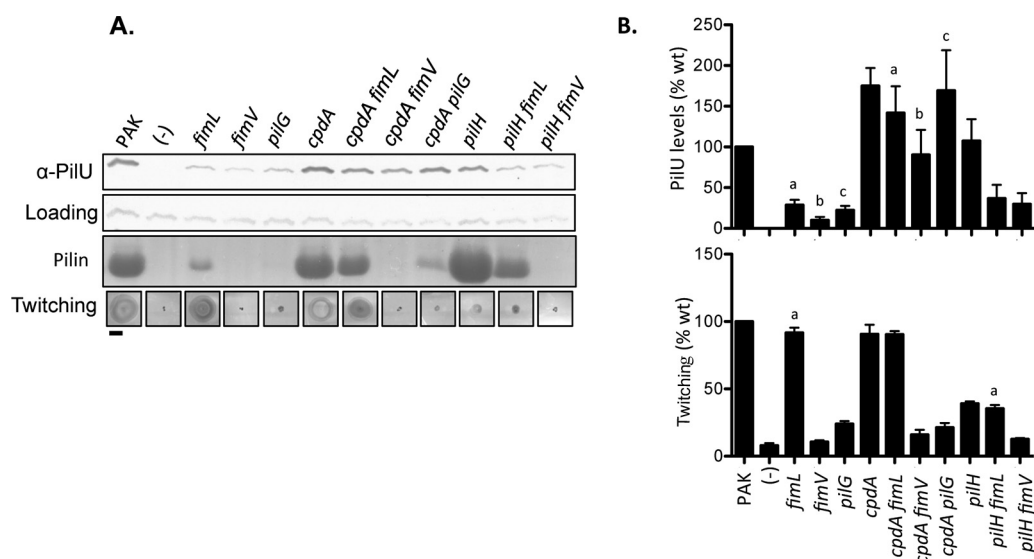 A.
PAK
(-)
fimL
fimV
pilG
cpdA
cpdA fimL
cpdA fimV
cpdA pilG
pilH
pilH fimL
pilH fimV
α-PilU
Loading
Pilin
Twitching
B.
PilU levels (% wt)
250
200
150
100
50
0
a
b
c
a
b
c
Twitching (% wt)
150
100
50
0
a
a
PAK
(-)
fimL
fimV
pilG
cpdA
cpdA fimL
cpdA fimV
cpdA pilG
pilH
pilH fimL
pilH fimV